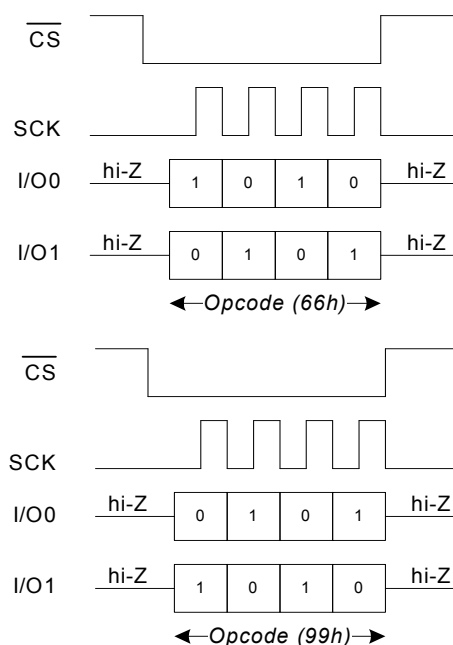 CS
SCK
hi-Z hi-Z
I/O0 1 0 1 0
hi-Z hi-Z
I/O1 0 1 0 1
Opcode (66h)
CS
SCK
hi-Z hi-Z
I/O0 0 1 0 1
hi-Z hi-Z
I/O1 1 0 1 0
Opcode (99h)